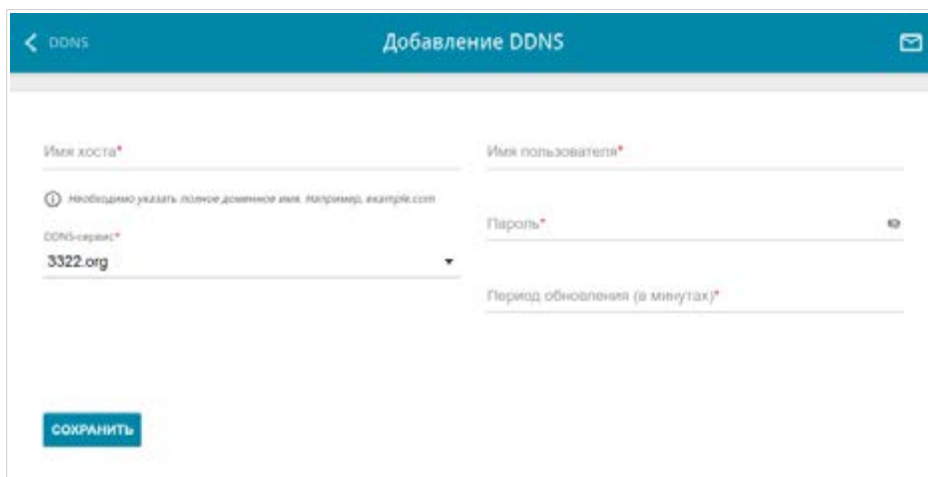 DDNS
Добавление DDNS
Имя хоста*
Имя пользователя*
Необходимо указать полное доменное имя. Например, example.com
Пароль*
DDNS-сервис*
3322.org
Период обновления (в минутах)*
СОХРАНИТЬ